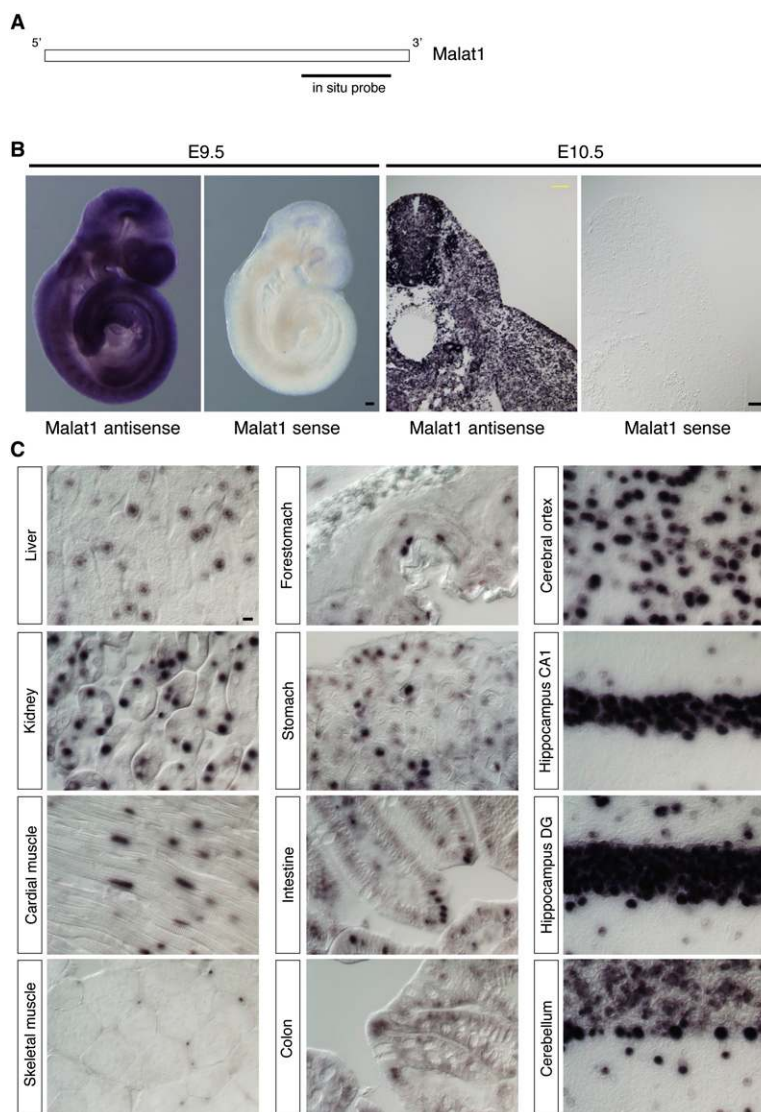 A
5’
3’
Malat1
in situ probe
B
E9.5
E10.5
Malat1 antisense
Malat1 sense
Malat1 antisense
Malat1 sense
C
Liver
Forestomach
Cerebral ortex
Kidney
Stomach
Hippocampus CA1
Cardial muscle
Intestine
Hippocampus DG
Skeletal muscle
Colon
Cerebellum